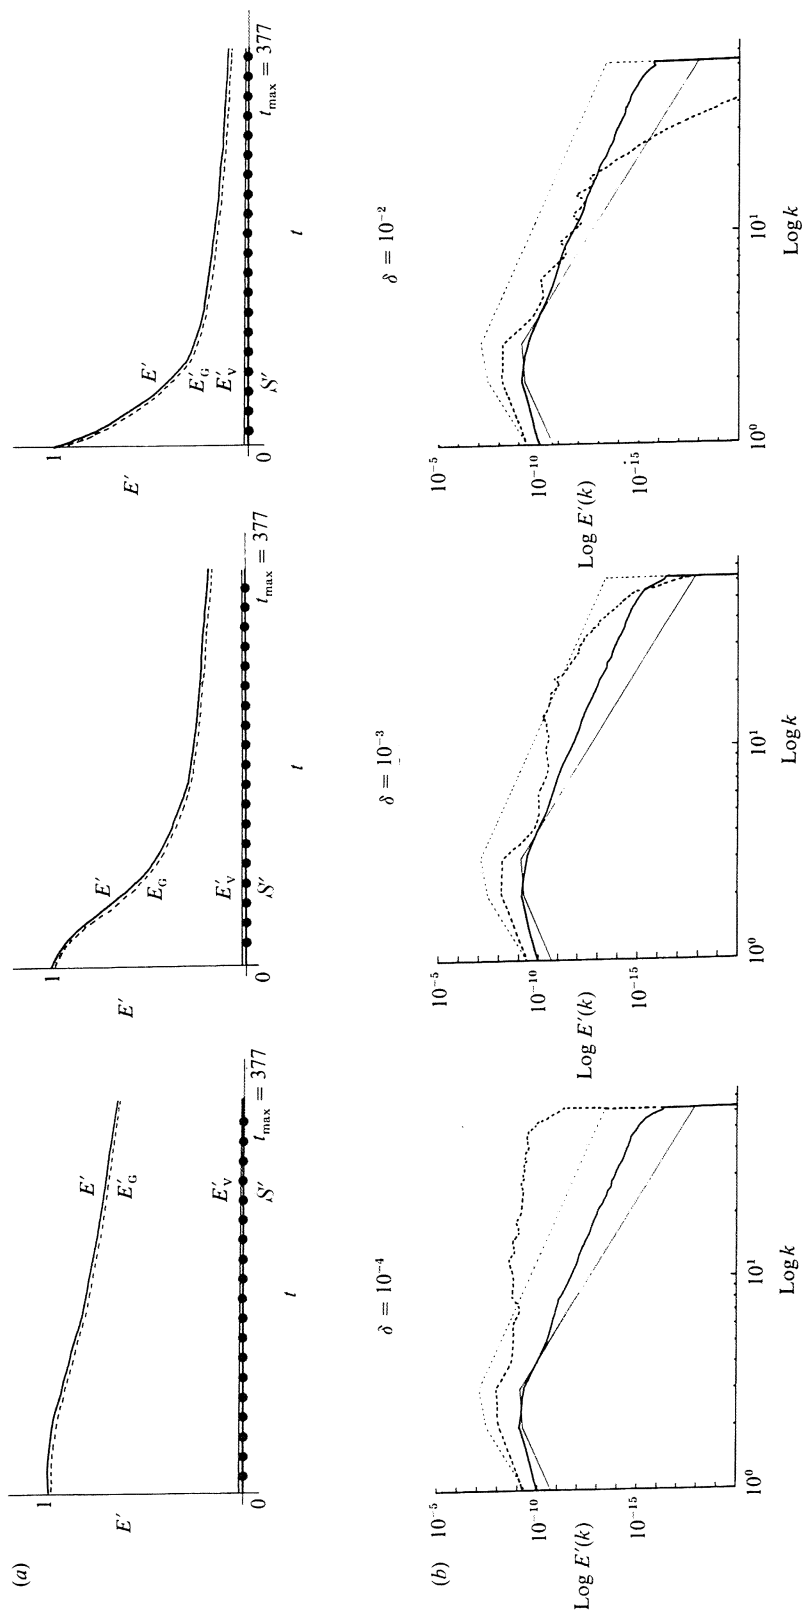 (a)
1
E′
0
E′
E′G
E′V
S′
t
tmax = 377
1
E′
0
E′
EG
E′V
S′
t
tmax = 377
1
E′
0
E′
E′G
E′V
S′
t
tmax = 377
δ = 10⁻⁴
δ = 10⁻³
δ = 10⁻²
(b)
10⁻⁵
10⁻¹⁰
10⁻¹⁵
Log E′(k)
10⁰
10¹
Log k
10⁻⁵
10⁻¹⁰
10⁻¹⁵
Log E′(k)
10⁰
10¹
Log k
10⁻⁵
10⁻¹⁰
10⁻¹⁵
Log E′(k)
10⁰
10¹
Log k